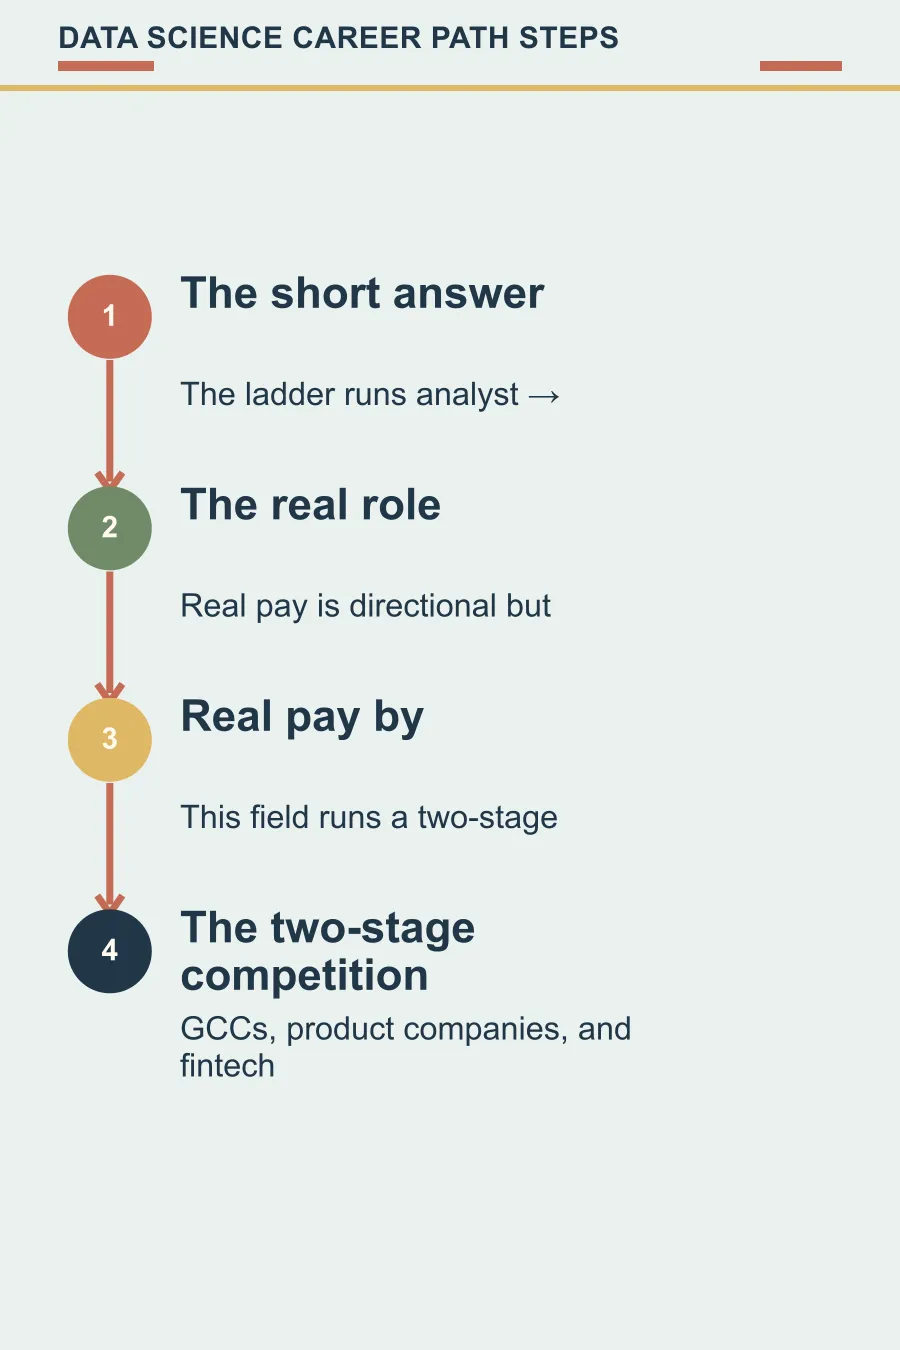 DATA SCIENCE CAREER PATH STEPS
1
The short answer
The ladder runs analyst →
2
The real role
Real pay is directional but
3
Real pay by
This field runs a two-stage
4
The two-stage
competition
GCCs, product companies, and
fintech